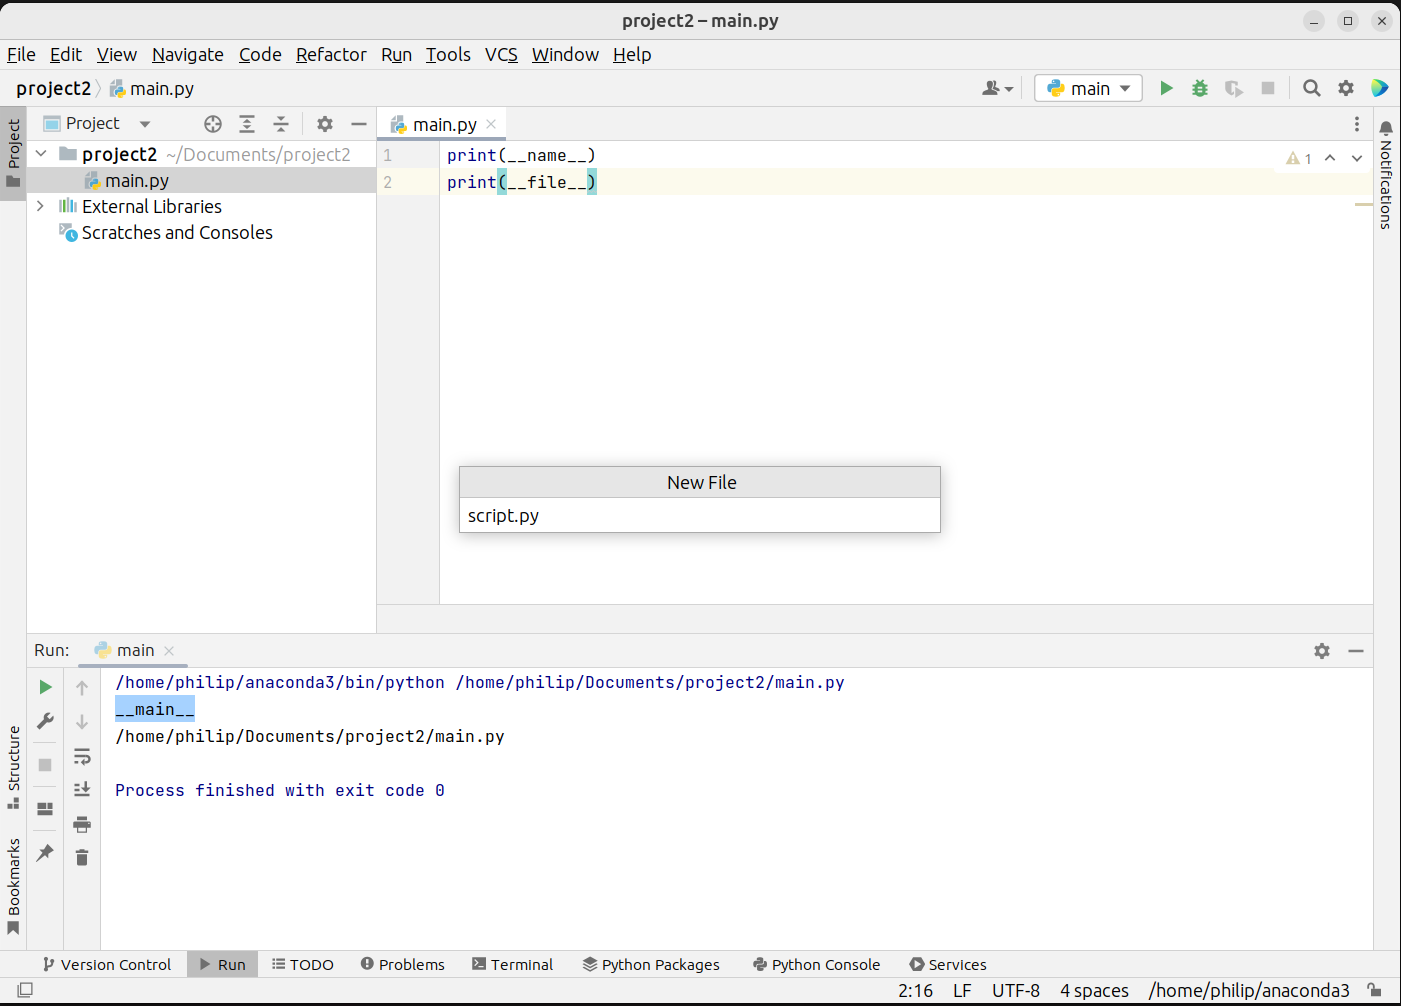 project2 – main.py
File Edit View Navigate Code Refactor Run Tools VCS Window Help
project2 main.py main
Project
Project
project2 ~/Documents/project2
main.py
External Libraries
Scratches and Consoles
main.py
1 print(__name__)
2 print(__file__)
1
Notifications
New File
script.py
Run: main
/home/philip/anaconda3/bin/python /home/philip/Documents/project2/main.py
__main__
/home/philip/Documents/project2/main.py
Process finished with exit code 0
Structure
Bookmarks
Version Control Run TODO Problems Terminal Python Packages Python Console Services
2:16 LF UTF-8 4 spaces /home/philip/anaconda3